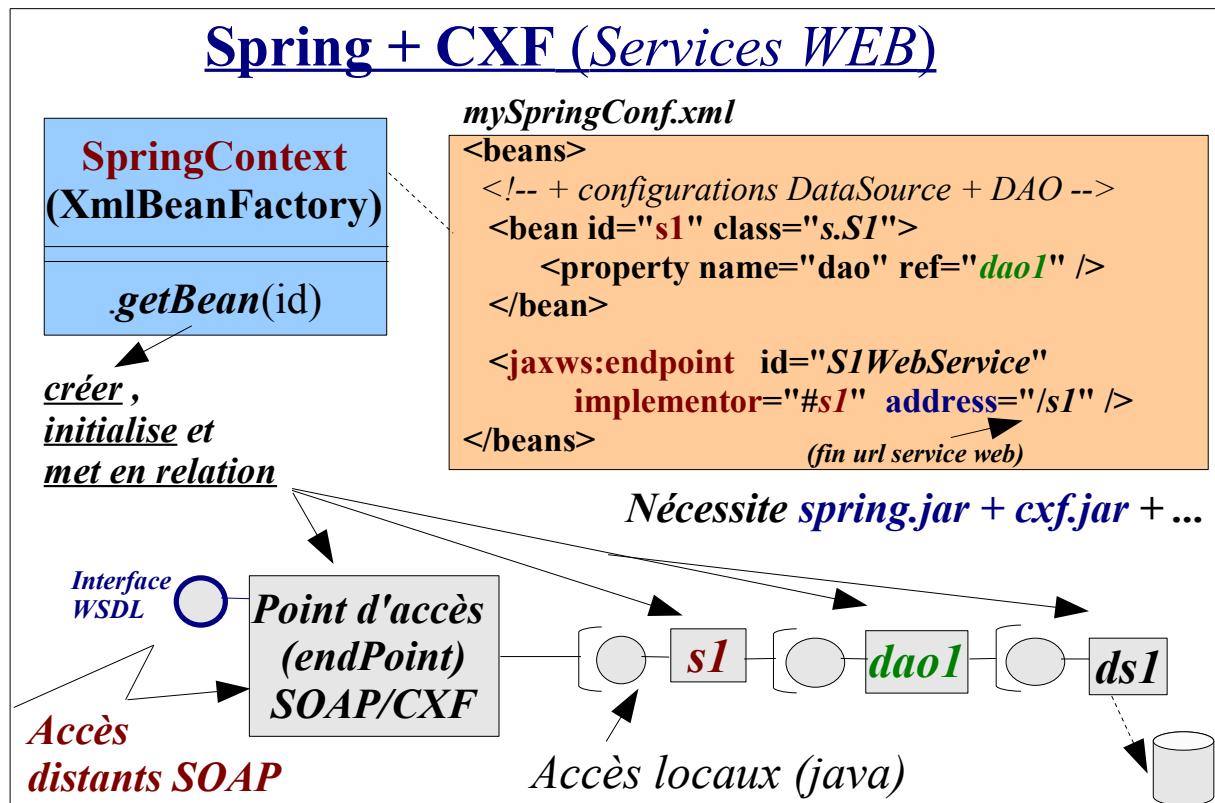 Spring + CXF (Services WEB)
mySpringConf.xml
SpringContext
(XmlBeanFactory)
.getBean(id)
<beans>
<!-- + configurations DataSource + DAO -->
<bean id="s1" class="s.S1">
<property name="dao" ref="dao1" />
</bean>
<jaxws:endpoint id="S1WebService"
implementor="#s1" address="/s1" />
</beans>
(fin url service web)
créer ,
initialise et
met en relation
Nécessite spring.jar + cxf.jar + ...
Interface
WSDL
Point d'accès
(endPoint)
SOAP/CXF
s1
dao1
ds1
Accès
distants SOAP
Accès locaux (java)